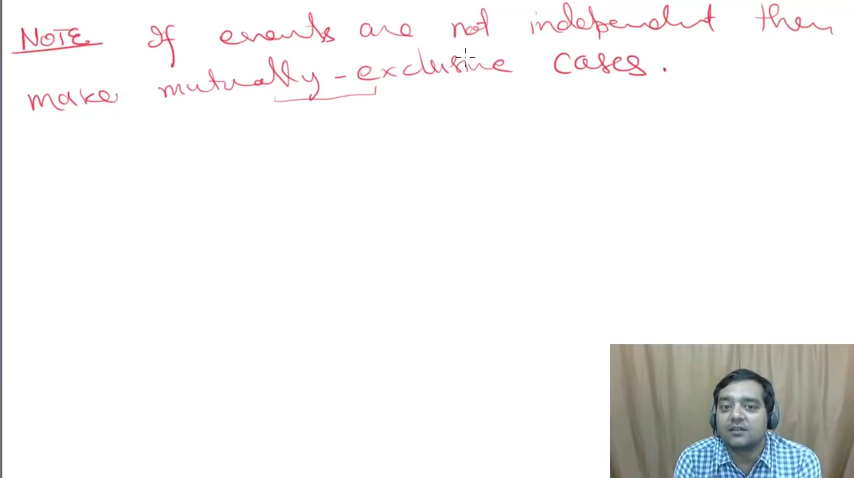 NOTE If events are not independent then
make mutually - exclusive cases.